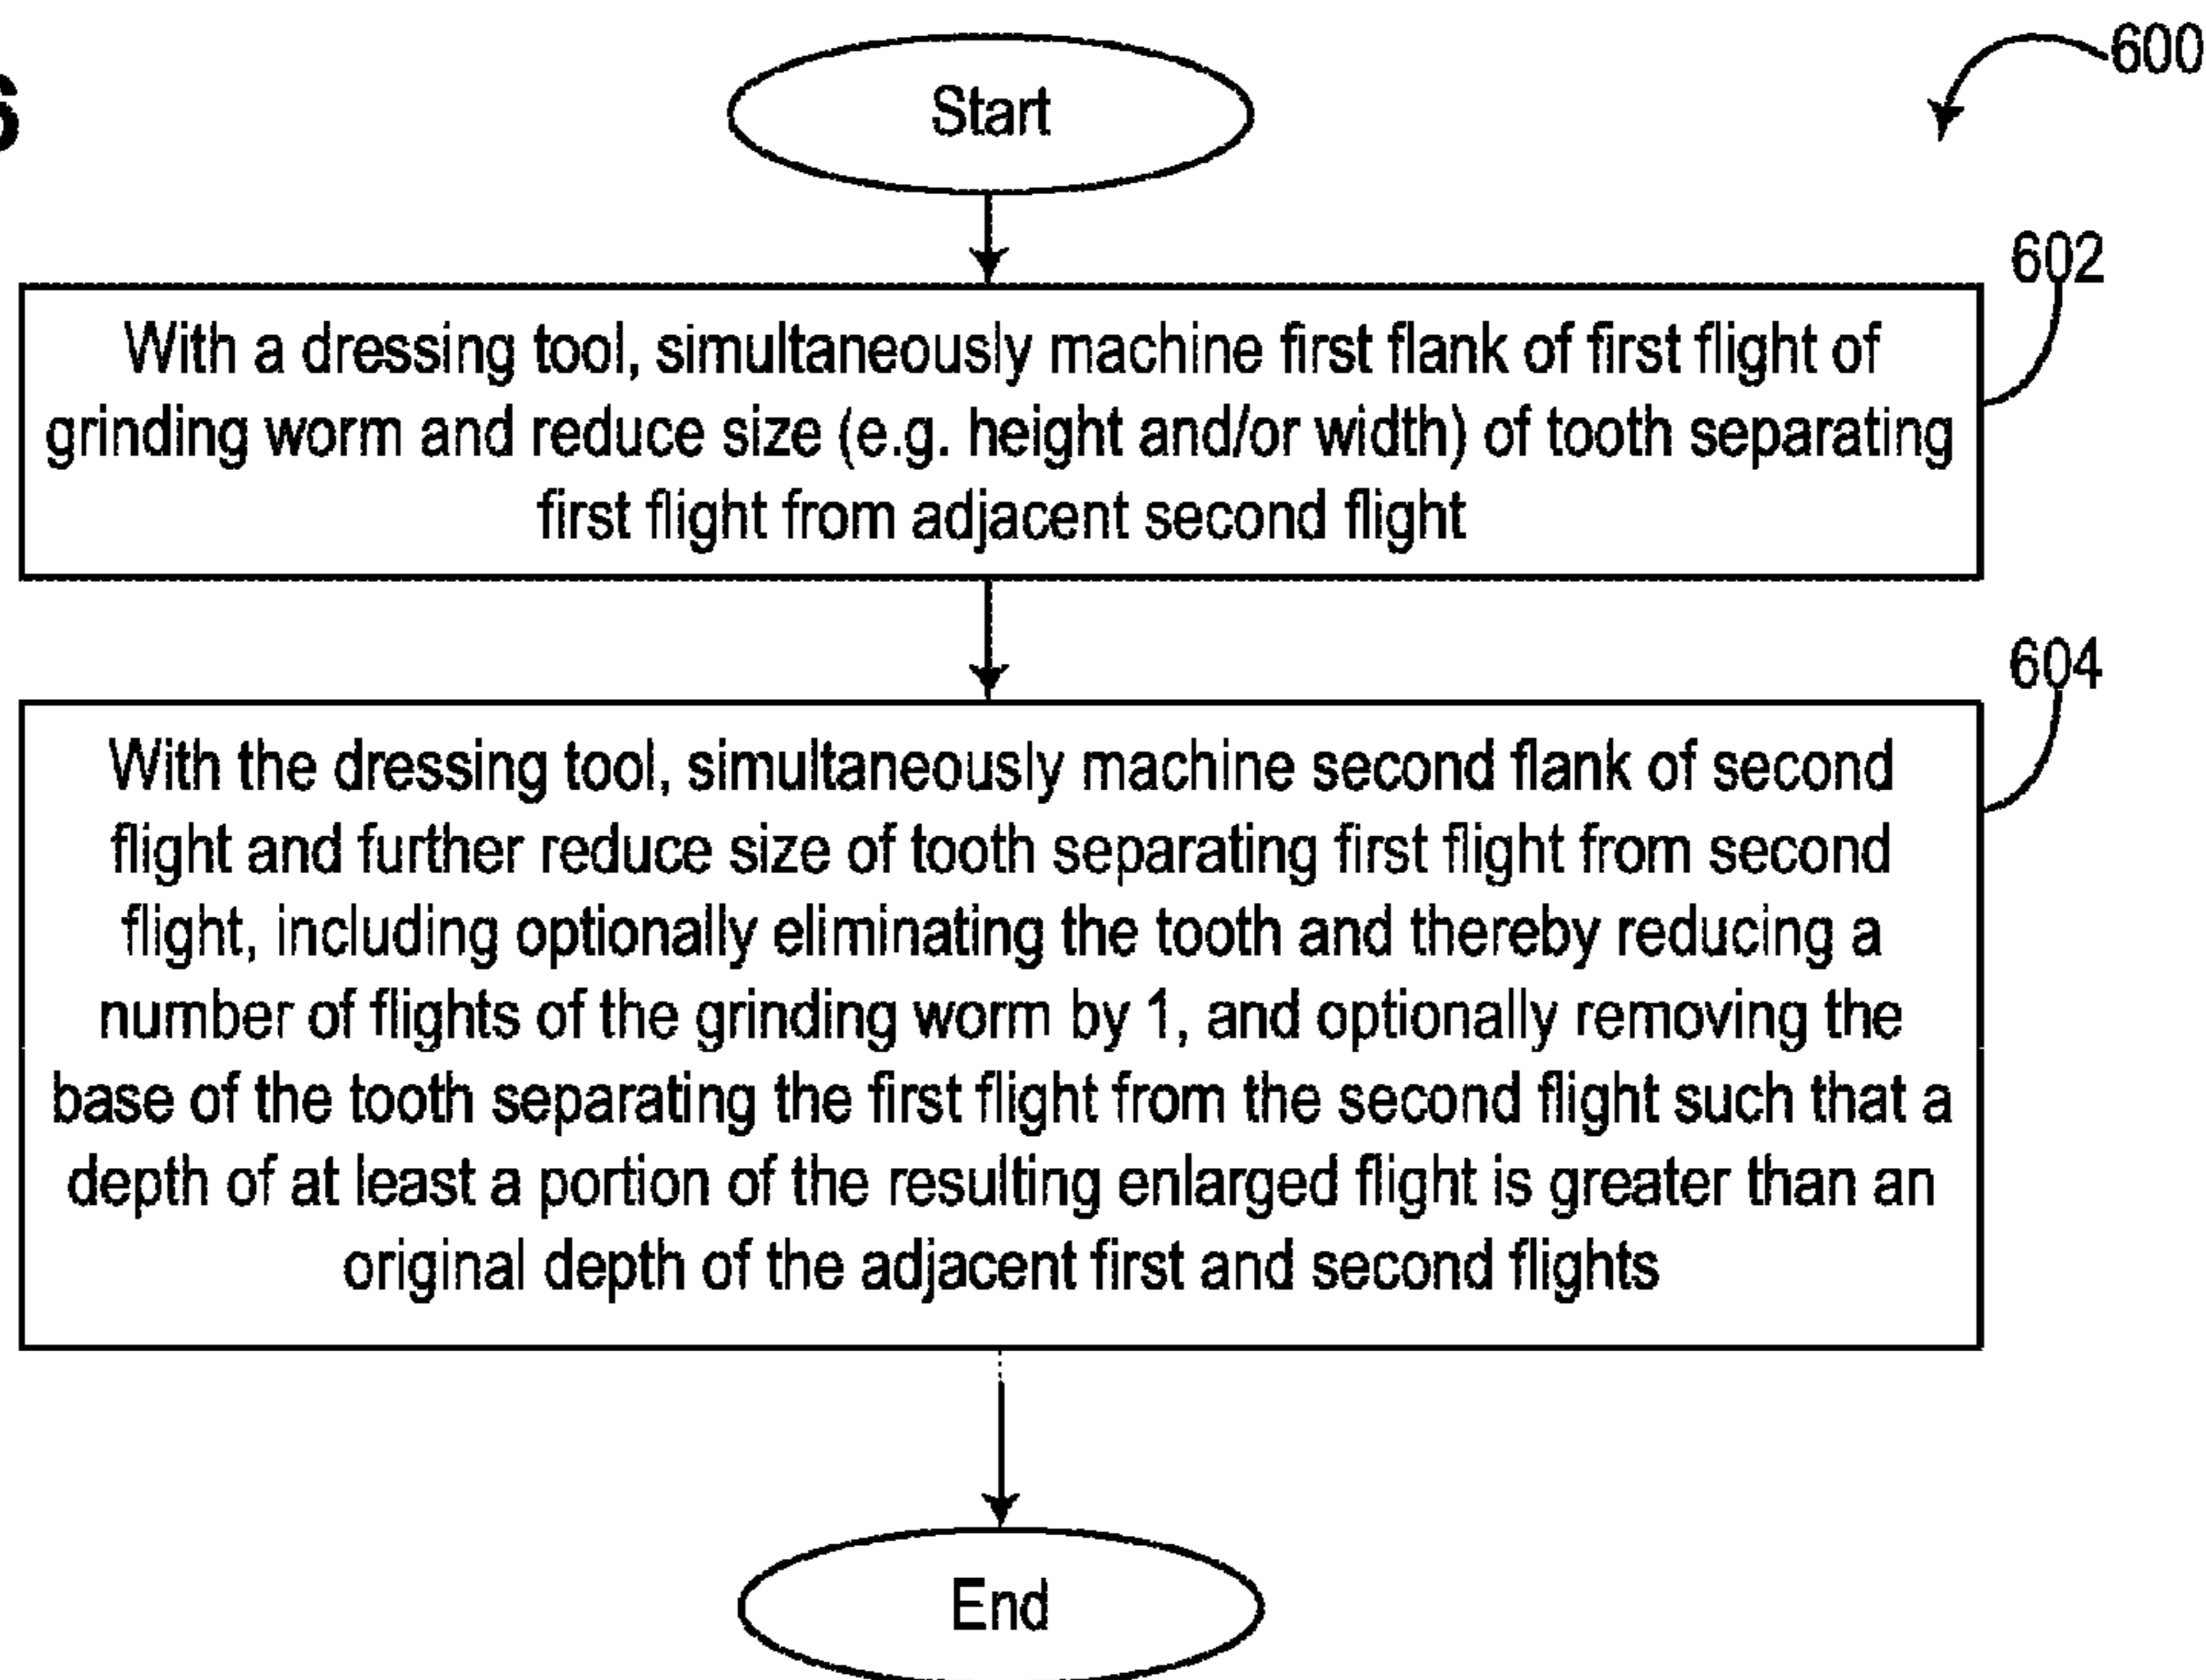 600
Start
602
With a dressing tool, simultaneously machine first flank of first flight of
grinding worm and reduce size (e.g. height and/or width) of tooth separating
first flight from adjacent second flight
604
With the dressing tool, simultaneously machine second flank of second
flight and further reduce size of tooth separating first flight from second
flight, including optionally eliminating the tooth and thereby reducing a
number of flights of the grinding worm by 1, and optionally removing the
base of the tooth separating the first flight from the second flight such that a
depth of at least a portion of the resulting enlarged flight is greater than an
original depth of the adjacent first and second flights
End